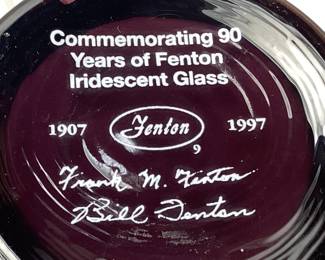 Commemorating 90
Years of Fenton
Iridescent Glass
1907 Fenton 1997
9
Frank M. Fenton
Bill Fenton